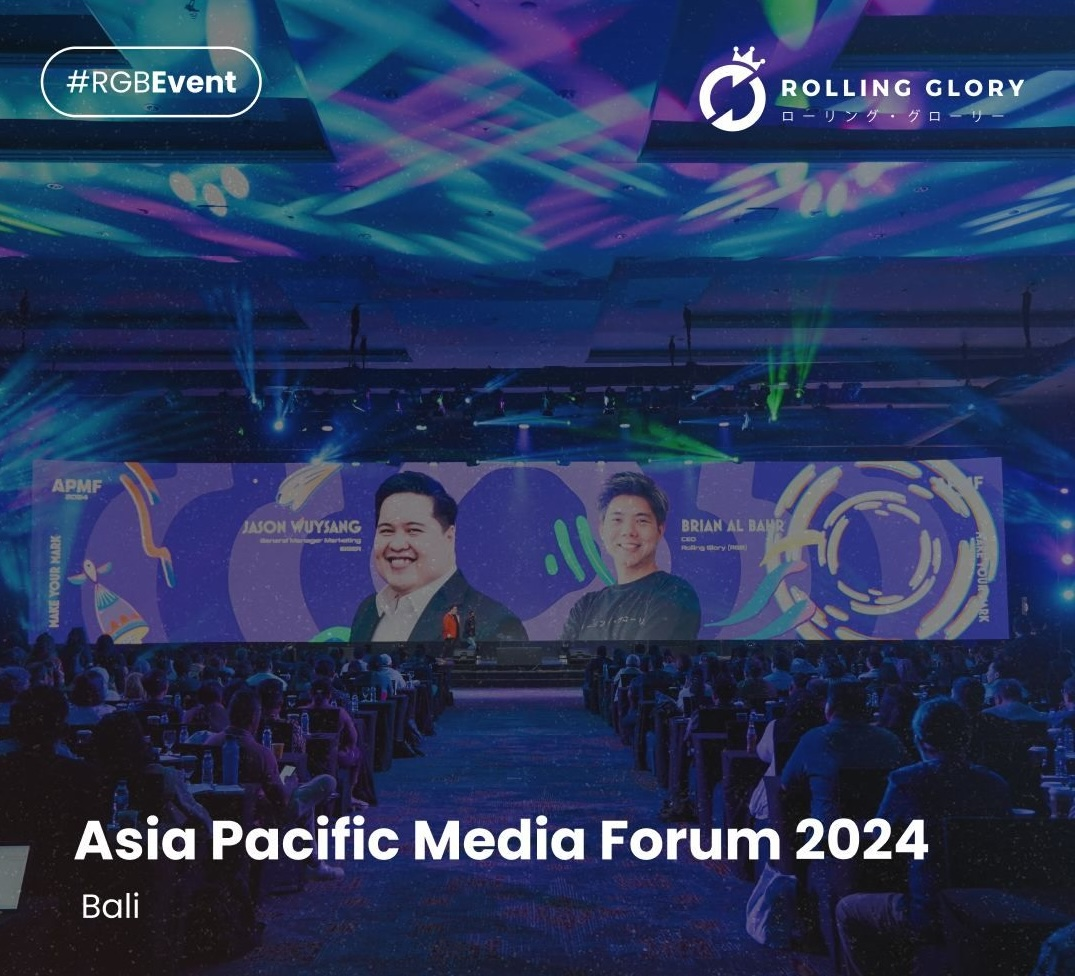 #RGBEvent
ROLLING GLORY
ローリング・グローリー
APMF
2024
MAKE YOUR MARK
JASON WUYSANG
General Manager Marketing
BRIAN AL BAHR
CEO
Rolling Glory (RGB)
MAKE YOUR MARK
Asia Pacific Media Forum 2024
Bali